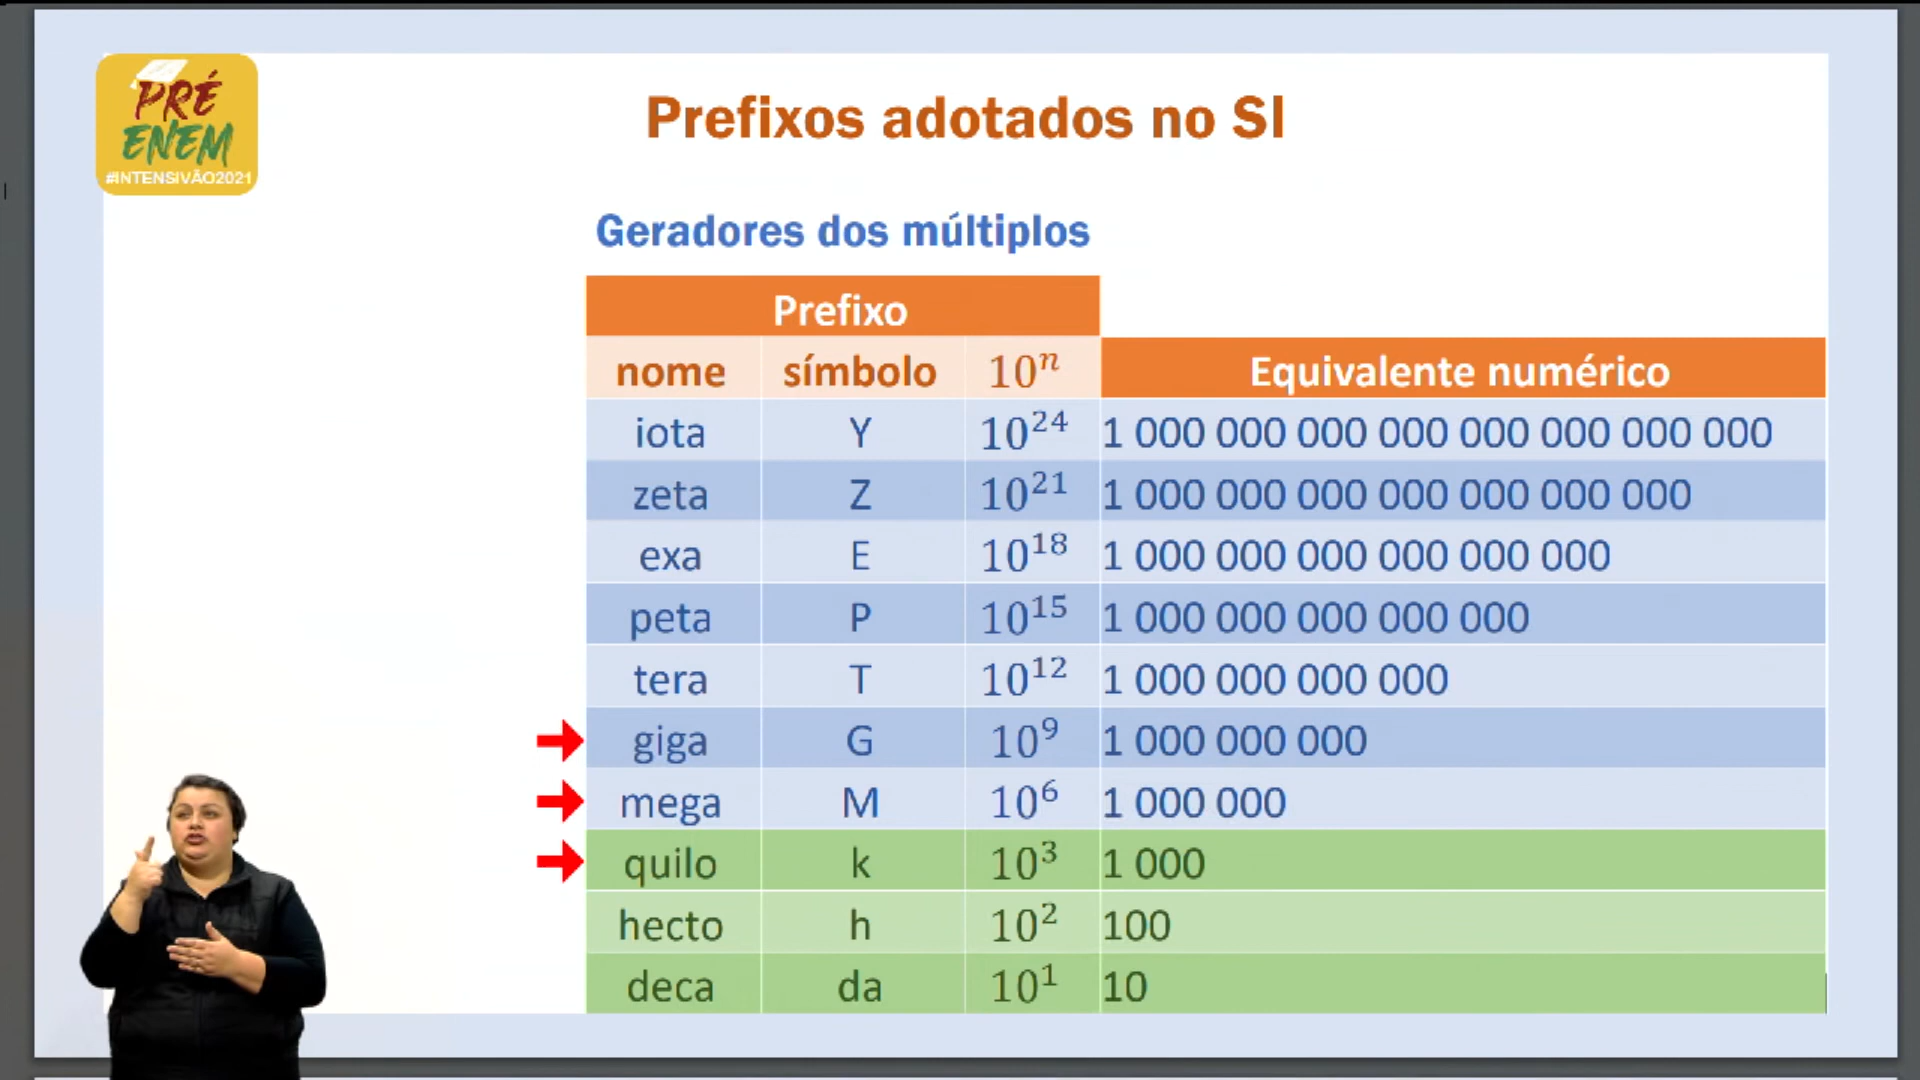 PRÉ
ENEM
#INTENSIVÃO2021
Prefixos adotados no SI
Geradores dos múltiplos
Prefixo
nome símbolo 10ⁿ Equivalente numérico
iota Y 10²⁴ 1 000 000 000 000 000 000 000 000
zeta Z 10²¹ 1 000 000 000 000 000 000 000
exa E 10¹⁸ 1 000 000 000 000 000 000
peta P 10¹⁵ 1 000 000 000 000 000
tera T 10¹² 1 000 000 000 000
giga G 10⁹ 1 000 000 000
mega M 10⁶ 1 000 000
quilo k 10³ 1 000
hecto h 10² 100
deca da 10¹ 10